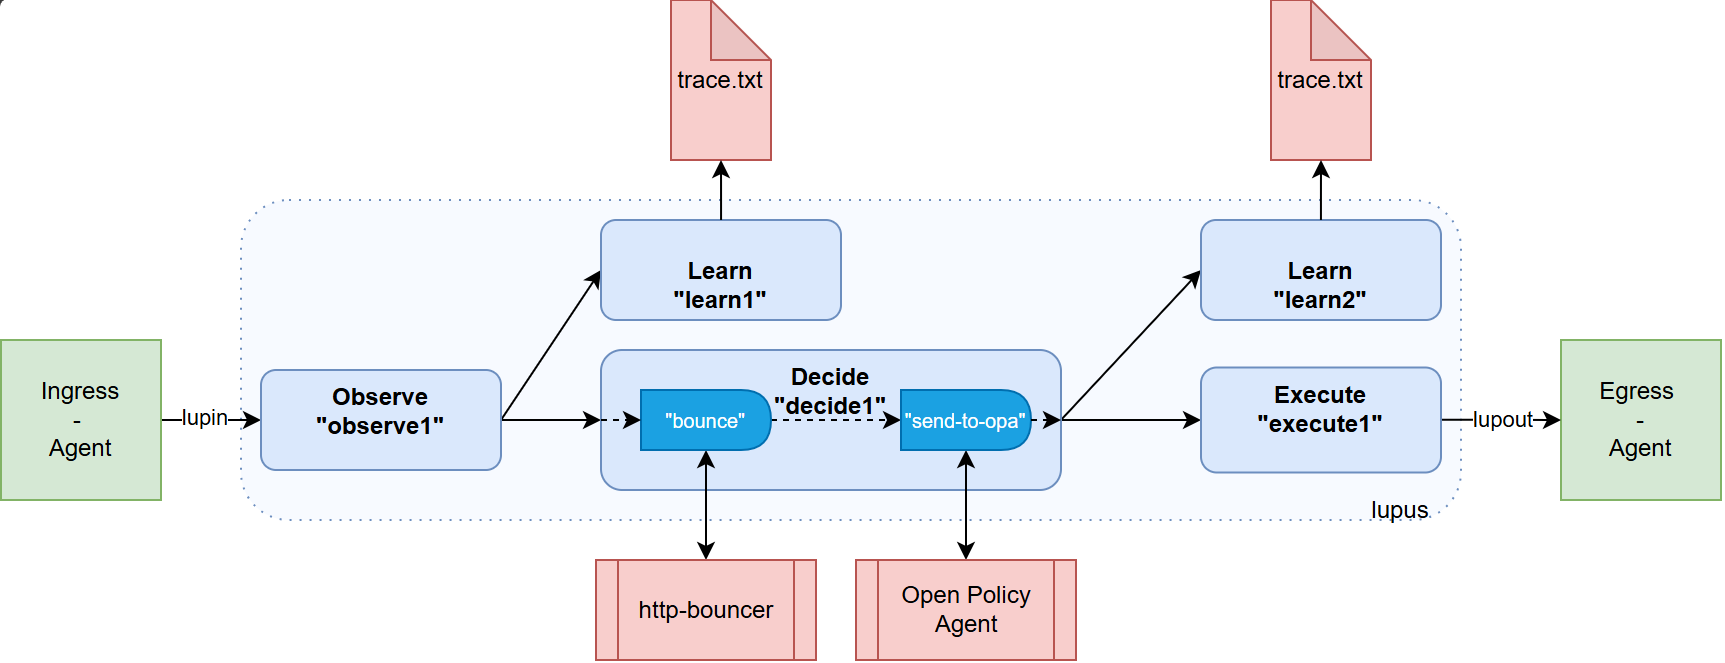 trace.txt
trace.txt
Learn
"learn1"
Learn
"learn2"
Ingress
-
Agent
lupin
Observe
"observe1"
Decide
"decide1"
"bounce"
"send-to-opa"
Execute
"execute1"
lupout
Egress
-
Agent
lupus
http-bouncer
Open Policy
Agent